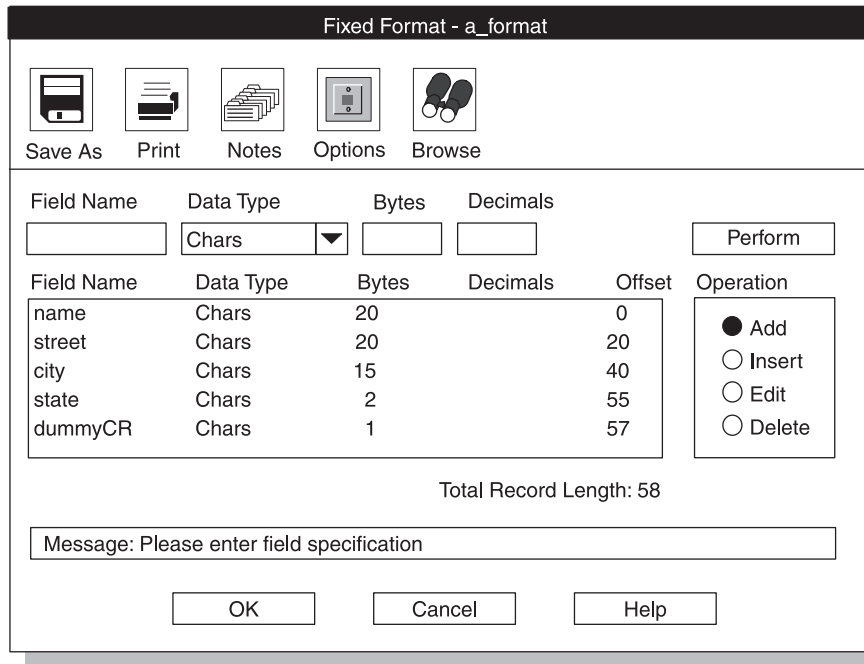 Fixed Format - a_format
Save As Print Notes Options Browse
Field Name Data Type Bytes Decimals
Chars Perform
Field Name Data Type Bytes Decimals Offset Operation
name Chars 20 0
street Chars 20 20
city Chars 15 40
state Chars 2 55
dummyCR Chars 1 57
Add
Insert
Edit
Delete
Total Record Length: 58
Message: Please enter field specification
OK Cancel Help